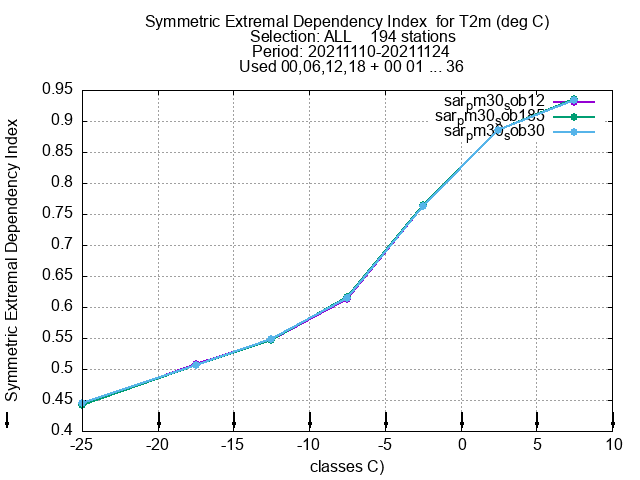 Symmetric Extremal Dependency Index  for T2m (deg C)
Selection: ALL    194 stations
Period: 20211110-20211124
Used 00,06,12,18 + 00 01 ... 36
Symmetric Extremal Dependency Index
0.95
0.9
0.85
0.8
0.75
0.7
0.65
0.6
0.55
0.5
0.45
0.4
sarpm30sob12
sarpm30sob185
sarpm30sob30
-25 -20 -15 -10 -5 0 5 10
classes C)